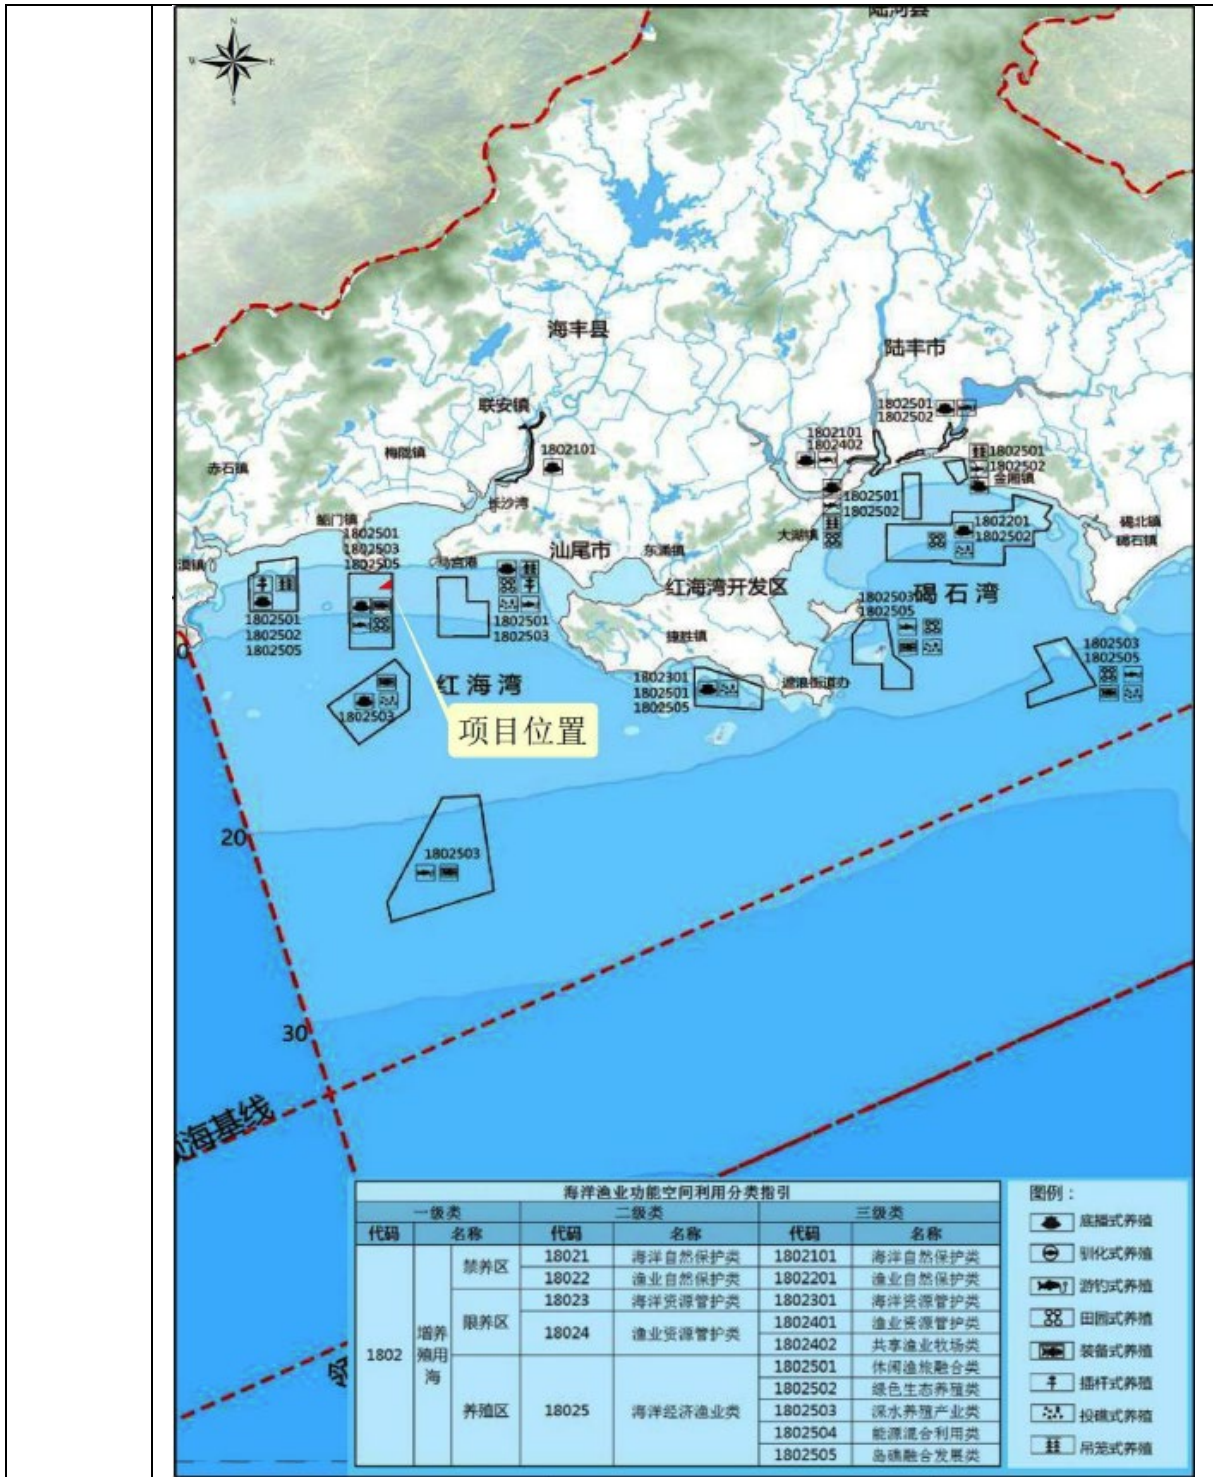 N
W
E
S
陆河县
海丰县
陆丰市
联安镇
1802501
1802502
1802101
1802402
1802101
1802501
1802502
金厢镇
梅陇镇
赤石镇
长沙湾
1802501
1802502
鲘门镇
1802501
1802503
1802505
大湖镇
1802201
1802502
碣北镇
碣石镇
汕尾市
东涌镇
马宫港
红海湾开发区
碣石湾
1802503
1802505
1802501
1802502
1802505
1802501
1802503
捷胜镇
1802503
1802505
红海湾
1802301
1802501
1802505
遮浪街道办
1802503
项目位置
20
1802503
30
海基线
海洋渔业功能空间利用分类指引
一级类 二级类 三级类
代码 名称 代码 名称 代码 名称
1802 增养殖用海
禁养区 18021 海洋自然保护类 1802101 海洋自然保护类
18022 渔业自然保护类 1802201 渔业自然保护类
限养区 18023 海洋资源管护类 1802301 海洋资源管护类
18024 渔业资源管护类 1802401 渔业资源管护类
1802402 共享渔业牧场类
养殖区 18025 海洋经济渔业类 1802501 休闲渔旅融合类
1802502 绿色生态养殖类
1802503 深水养殖产业类
1802504 能源混合利用类
1802505 岛礁融合发展类
图例：
底播式养殖
驯化式养殖
游钓式养殖
田园式养殖
装备式养殖
插杆式养殖
投礁式养殖
吊笼式养殖